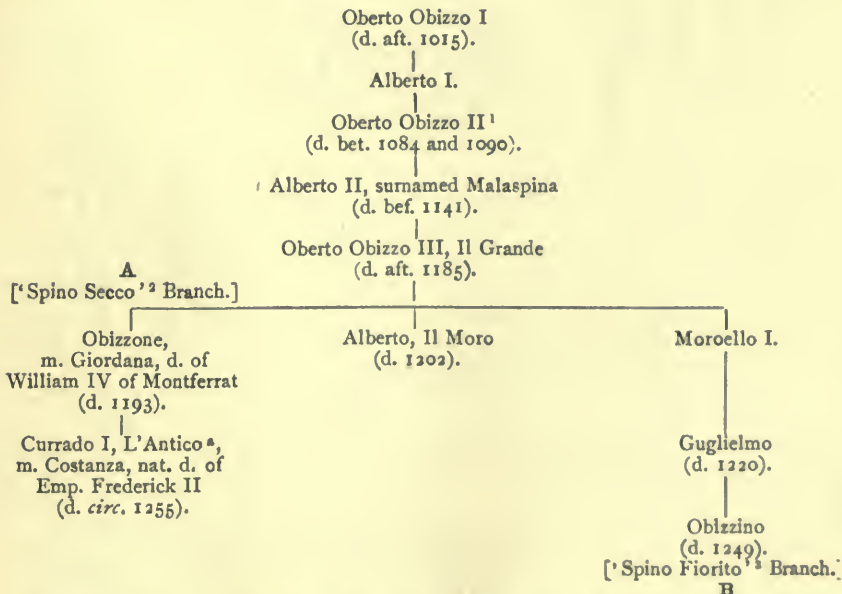 Oberto Obizzo I
(d. aft. 1015).
Alberto I.
Oberto Obizzo II ¹
(d. bet. 1084 and 1090).
Alberto II, surnamed Malaspina
(d. bef. 1141).
Oberto Obizzo III, Il Grande
(d. aft. 1185).
A
['Spino Secco' ² Branch.]
Obizzone,
m. Giordana, d. of
William IV of Montferrat
(d. 1193).
Currado I, L'Antico ª,
m. Costanza, nat. d. of
Emp. Frederick II
(d. circ. 1255).
Alberto, Il Moro
(d. 1202).
Moroello I.
Guglielmo
(d. 1220).
Obizzino
(d. 1249).
['Spino Fiorito' ³ Branch.]
B